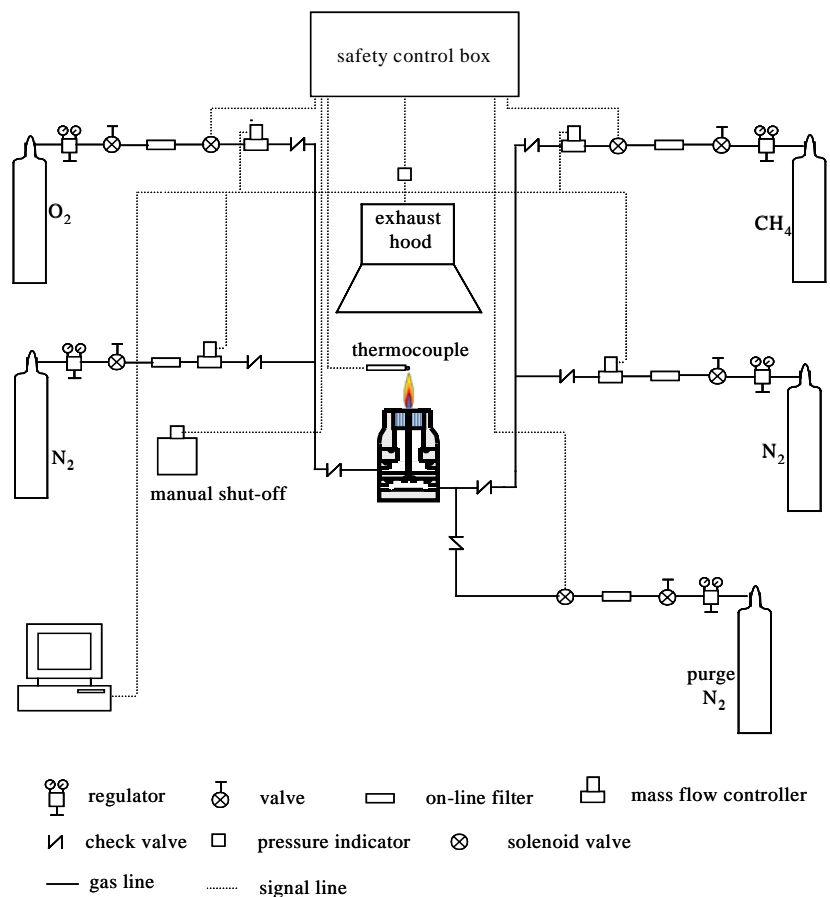 safety control box
O2
CH4
exhaust
hood
thermocouple
N2
N2
manual shut-off
purge
N2
regulator
valve
on-line filter
mass flow controller
check valve
pressure indicator
solenoid valve
gas line
signal line